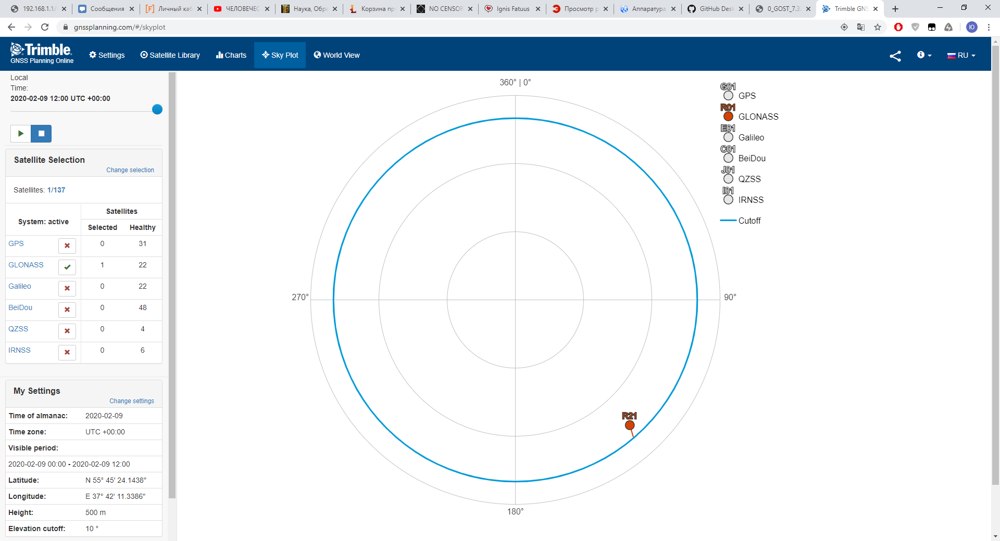 192.168.1.1/
Сообщения
Личный каб
ЧЕЛОВЕЧЕС
Наука, Обра
Корзина пр
NO CENSOR
Ignis Fatuus
Просмотр р
Аппаратура
GitHub Desk
0_GOST_7.32
Trimble GNS
gnssplanning.com/#/skyplot
Ю
Trimble.
GNSS Planning Online
Settings
Satellite Library
Charts
Sky Plot
World View
RU
Local
Time:
2020-02-09 12:00 UTC +00:00
Satellite Selection
Change selection
Satellites: 1/137
System: active
Satellites
Selected Healthy
GPS 0 31
GLONASS 1 22
Galileo 0 22
BeiDou 0 48
QZSS 0 4
IRNSS 0 6
My Settings
Change settings
Time of almanac: 2020-02-09
Time zone: UTC +00:00
Visible period:
2020-02-09 00:00 - 2020-02-09 12:00
Latitude: N 55° 45' 24.1438"
Longitude: E 37° 42' 11.3386"
Height: 500 m
Elevation cutoff: 10 °
360° | 0°
270°
90°
180°
R21
G01
GPS
R01
GLONASS
E01
Galileo
C01
BeiDou
J01
QZSS
I01
IRNSS
Cutoff